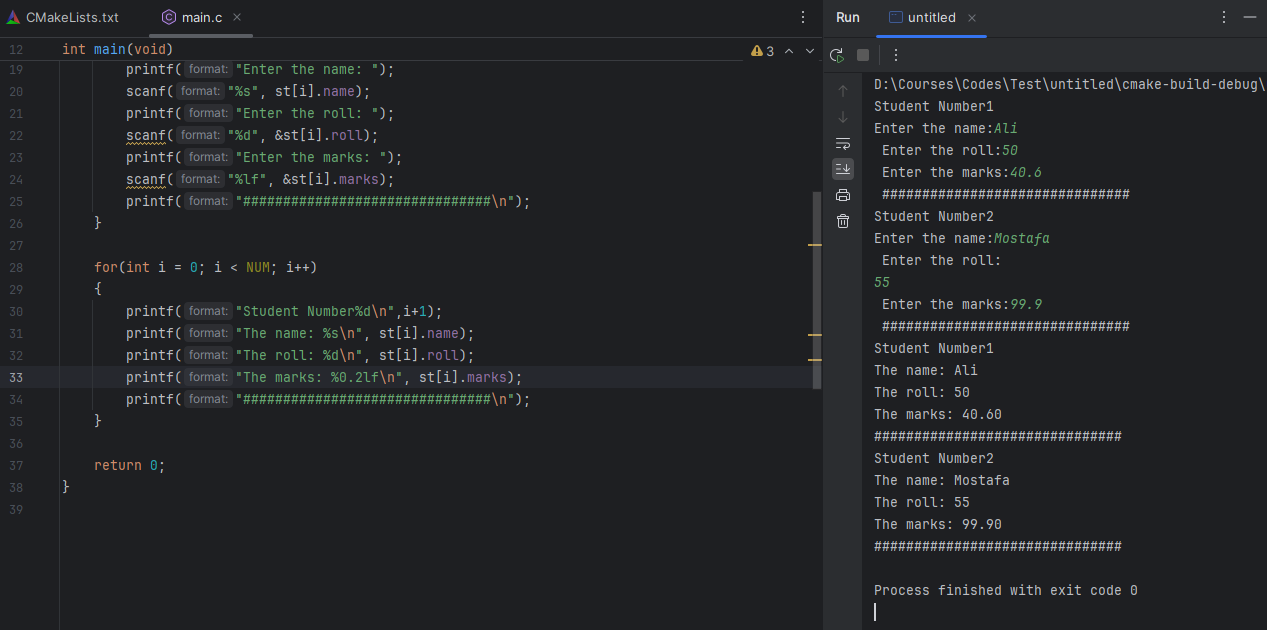 CMakeLists.txt
main.c
Run
untitled
12 int main(void)
3
19 printf( format: "Enter the name: ");
20 scanf( format: "%s", st[i].name);
21 printf( format: "Enter the roll: ");
22 scanf( format: "%d", &st[i].roll);
23 printf( format: "Enter the marks: ");
24 scanf( format: "%lf", &st[i].marks);
25 printf( format: "###############################\n");
26 }
27
28 for(int i = 0; i < NUM; i++)
29 {
30 printf( format: "Student Number%d\n",i+1);
31 printf( format: "The name: %s\n", st[i].name);
32 printf( format: "The roll: %d\n", st[i].roll);
33 printf( format: "The marks: %0.2lf\n", st[i].marks);
34 printf( format: "###############################\n");
35 }
36
37 return 0;
38 }
39
D:\Courses\Codes\Test\untitled\cmake-build-debug\
Student Number1
Enter the name:Ali
Enter the roll:50
Enter the marks:40.6
###############################
Student Number2
Enter the name:Mostafa
Enter the roll:
55
Enter the marks:99.9
###############################
Student Number1
The name: Ali
The roll: 50
The marks: 40.60
###############################
Student Number2
The name: Mostafa
The roll: 55
The marks: 99.90
###############################
Process finished with exit code 0